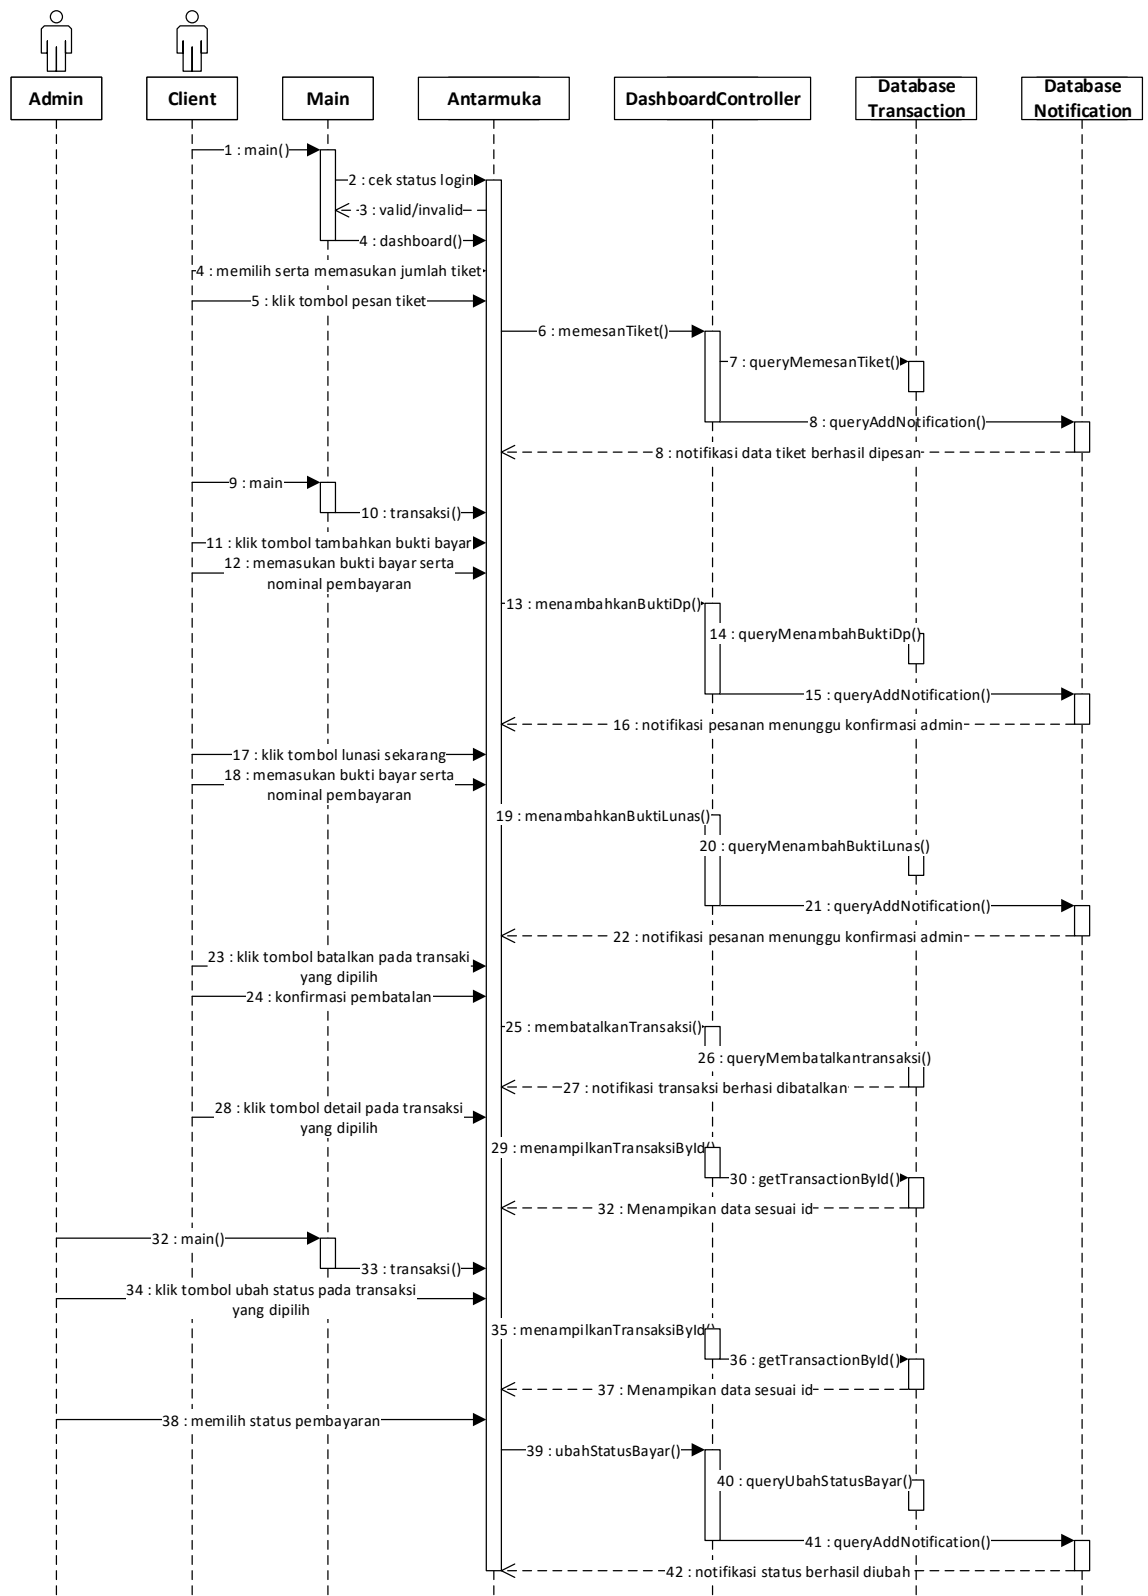 Admin
Client
Main
Antarmuka
DashboardController
Database
Transaction
Database
Notification
1 : main()
2 : cek status login
3 : valid/invalid
4 : dashboard()
4 : memilih serta memasukan jumlah tiket
5 : klik tombol pesan tiket
6 : memesanTiket()
7 : queryMemesanTiket()
8 : queryAddNotification()
8 : notifikasi data tiket berhasil dipesan
9 : main
10 : transaksi()
11 : klik tombol tambahkan bukti bayar
12 : memasukan bukti bayar serta
nominal pembayaran
13 : menambahkanBuktiDp()
14 : queryMenambahBuktiDp()
15 : queryAddNotification()
16 : notifikasi pesanan menunggu konfirmasi admin
17 : klik tombol lunasi sekarang
18 : memasukan bukti bayar serta
nominal pembayaran
19 : menambahkanBuktiLunas()
20 : queryMenambahBuktiLunas()
21 : queryAddNotification()
22 : notifikasi pesanan menunggu konfirmasi admin
23 : klik tombol batalkan pada transaki
yang dipilih
24 : konfirmasi pembatalan
25 : membatalkanTransaksi()
26 : queryMembatalkantransaksi()
27 : notifikasi transaksi berhasi dibatalkan
28 : klik tombol detail pada transaksi
yang dipilih
29 : menampilkanTransaksiById()
30 : getTransactionById()
32 : Menampikan data sesuai id
32 : main()
33 : transaksi()
34 : klik tombol ubah status pada transaksi
yang dipilih
35 : menampilkanTransaksiById()
36 : getTransactionById()
37 : Menampikan data sesuai id
38 : memilih status pembayaran
39 : ubahStatusBayar()
40 : queryUbahStatusBayar()
41 : queryAddNotification()
42 : notifikasi status berhasil diubah